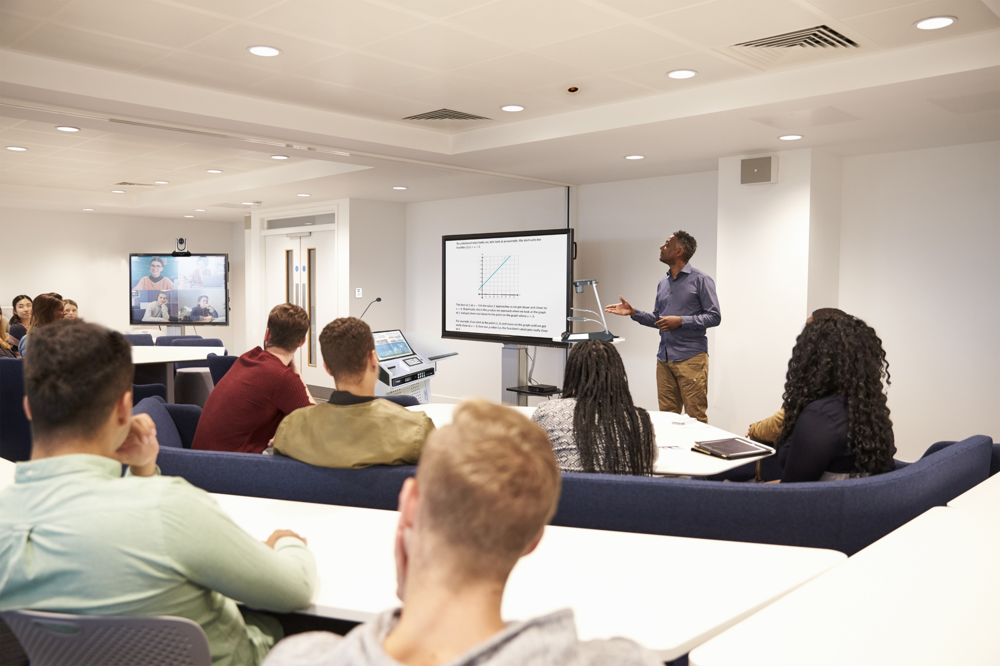 To understand what limits are, let's look at an example. We start with the
function f(x) = x + 2.
y
f
x
The limit of f at x = 3 is the value f approaches as we get closer and closer to
x = 3. Graphically, this is the y-value we approach when we look at the graph
of f and get closer and closer to the point on the graph where x = 3.
For example, if we start at the point (1, 3) and move on the graph until we get
really close to x = 3, then our y-value (i.e. the function's value) gets really close
to 5.